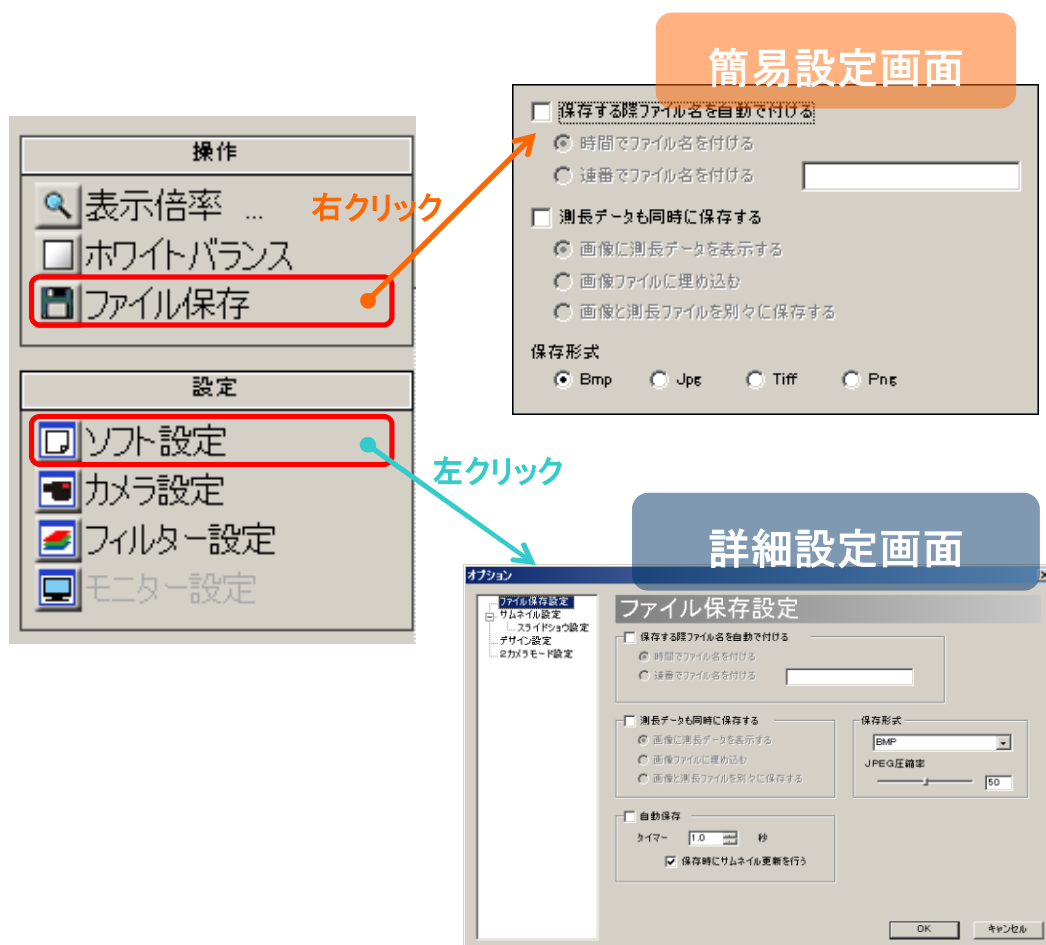 簡易設定画面
保存する際ファイル名を自動で付ける
時間でファイル名を付ける
連番でファイル名を付ける
測長データも同時に保存する
画像に測長データを表示する
画像ファイルに埋め込む
画像と測長ファイルを別々に保存する
保存形式
Bmp Jpg Tiff Png
操作
表示倍率 ...
ホワイトバランス
ファイル保存
右クリック
設定
ソフト設定
カメラ設定
フィルター設定
モニター設定
左クリック
詳細設定画面
オプション
ファイル保存設定
サムネイル設定
スライドショウ設定
デザイン設定
2カメラモード設定
ファイル保存設定
保存する際ファイル名を自動で付ける
時間でファイル名を付ける
連番でファイル名を付ける
測長データも同時に保存する
画像に測長データを表示する
画像ファイルに埋め込む
画像と測長ファイルを別々に保存する
保存形式
BMP
JPEG圧縮率
50
自動保存
タイマー 1.0 秒
保存時にサムネイル更新を行う
OK キャンセル